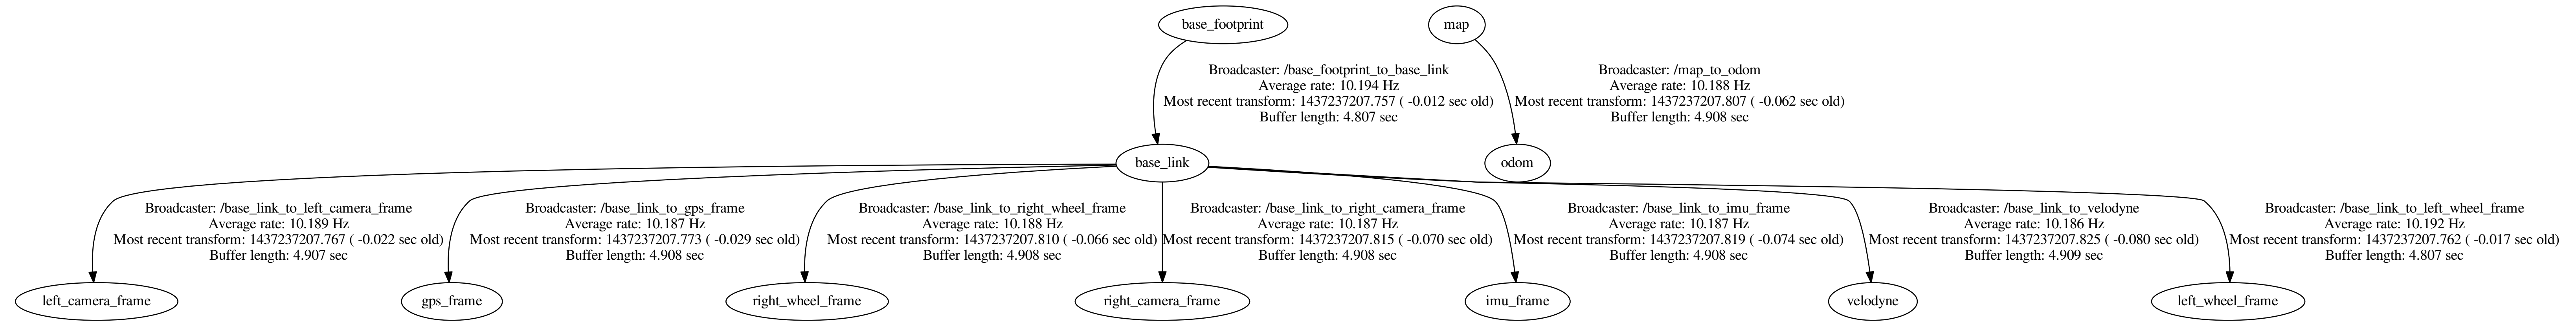 base_footprint
map
Broadcaster: /base_footprint_to_base_link
Average rate: 10.194 Hz
Most recent transform: 1437237207.757 ( -0.012 sec old)
Buffer length: 4.807 sec
Broadcaster: /map_to_odom
Average rate: 10.188 Hz
Most recent transform: 1437237207.807 ( -0.062 sec old)
Buffer length: 4.908 sec
base_link
odom
Broadcaster: /base_link_to_left_camera_frame
Average rate: 10.189 Hz
Most recent transform: 1437237207.767 ( -0.022 sec old)
Buffer length: 4.907 sec
Broadcaster: /base_link_to_gps_frame
Average rate: 10.187 Hz
Most recent transform: 1437237207.773 ( -0.029 sec old)
Buffer length: 4.908 sec
Broadcaster: /base_link_to_right_wheel_frame
Average rate: 10.188 Hz
Most recent transform: 1437237207.810 ( -0.066 sec old)
Buffer length: 4.908 sec
Broadcaster: /base_link_to_right_camera_frame
Average rate: 10.187 Hz
Most recent transform: 1437237207.815 ( -0.070 sec old)
Buffer length: 4.908 sec
Broadcaster: /base_link_to_imu_frame
Average rate: 10.187 Hz
Most recent transform: 1437237207.819 ( -0.074 sec old)
Buffer length: 4.908 sec
Broadcaster: /base_link_to_velodyne
Average rate: 10.186 Hz
Most recent transform: 1437237207.825 ( -0.080 sec old)
Buffer length: 4.909 sec
Broadcaster: /base_link_to_left_wheel_frame
Average rate: 10.192 Hz
Most recent transform: 1437237207.762 ( -0.017 sec old)
Buffer length: 4.807 sec
left_camera_frame
gps_frame
right_wheel_frame
right_camera_frame
imu_frame
velodyne
left_wheel_frame